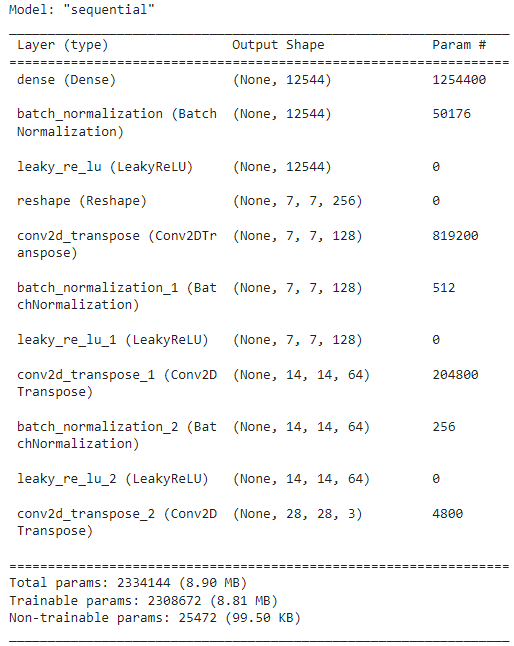 Model: "sequential"
_________________________________________________________________
Layer (type) Output Shape Param #
=================================================================
dense (Dense) (None, 12544) 1254400
batch_normalization (Batch (None, 12544) 50176
Normalization)
leaky_re_lu (LeakyReLU) (None, 12544) 0
reshape (Reshape) (None, 7, 7, 256) 0
conv2d_transpose (Conv2DTr (None, 7, 7, 128) 819200
anspose)
batch_normalization_1 (Bat (None, 7, 7, 128) 512
chNormalization)
leaky_re_lu_1 (LeakyReLU) (None, 7, 7, 128) 0
conv2d_transpose_1 (Conv2D (None, 14, 14, 64) 204800
Transpose)
batch_normalization_2 (Bat (None, 14, 14, 64) 256
chNormalization)
leaky_re_lu_2 (LeakyReLU) (None, 14, 14, 64) 0
conv2d_transpose_2 (Conv2D (None, 28, 28, 3) 4800
Transpose)
=================================================================
Total params: 2334144 (8.90 MB)
Trainable params: 2308672 (8.81 MB)
Non-trainable params: 25472 (99.50 KB)
_________________________________________________________________